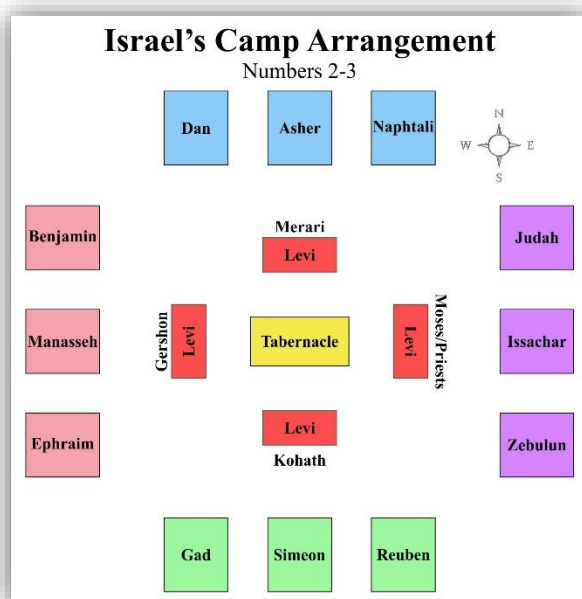 Israel's Camp Arrangement
Numbers 2-3
Dan
Asher
Naphtali
N
W
E
S
Benjamin
Merari
Levi
Judah
Manasseh
Gershon
Levi
Tabernacle
Levi
Moses/Priests
Issachar
Ephraim
Levi
Kohath
Zebulun
Gad
Simeon
Reuben